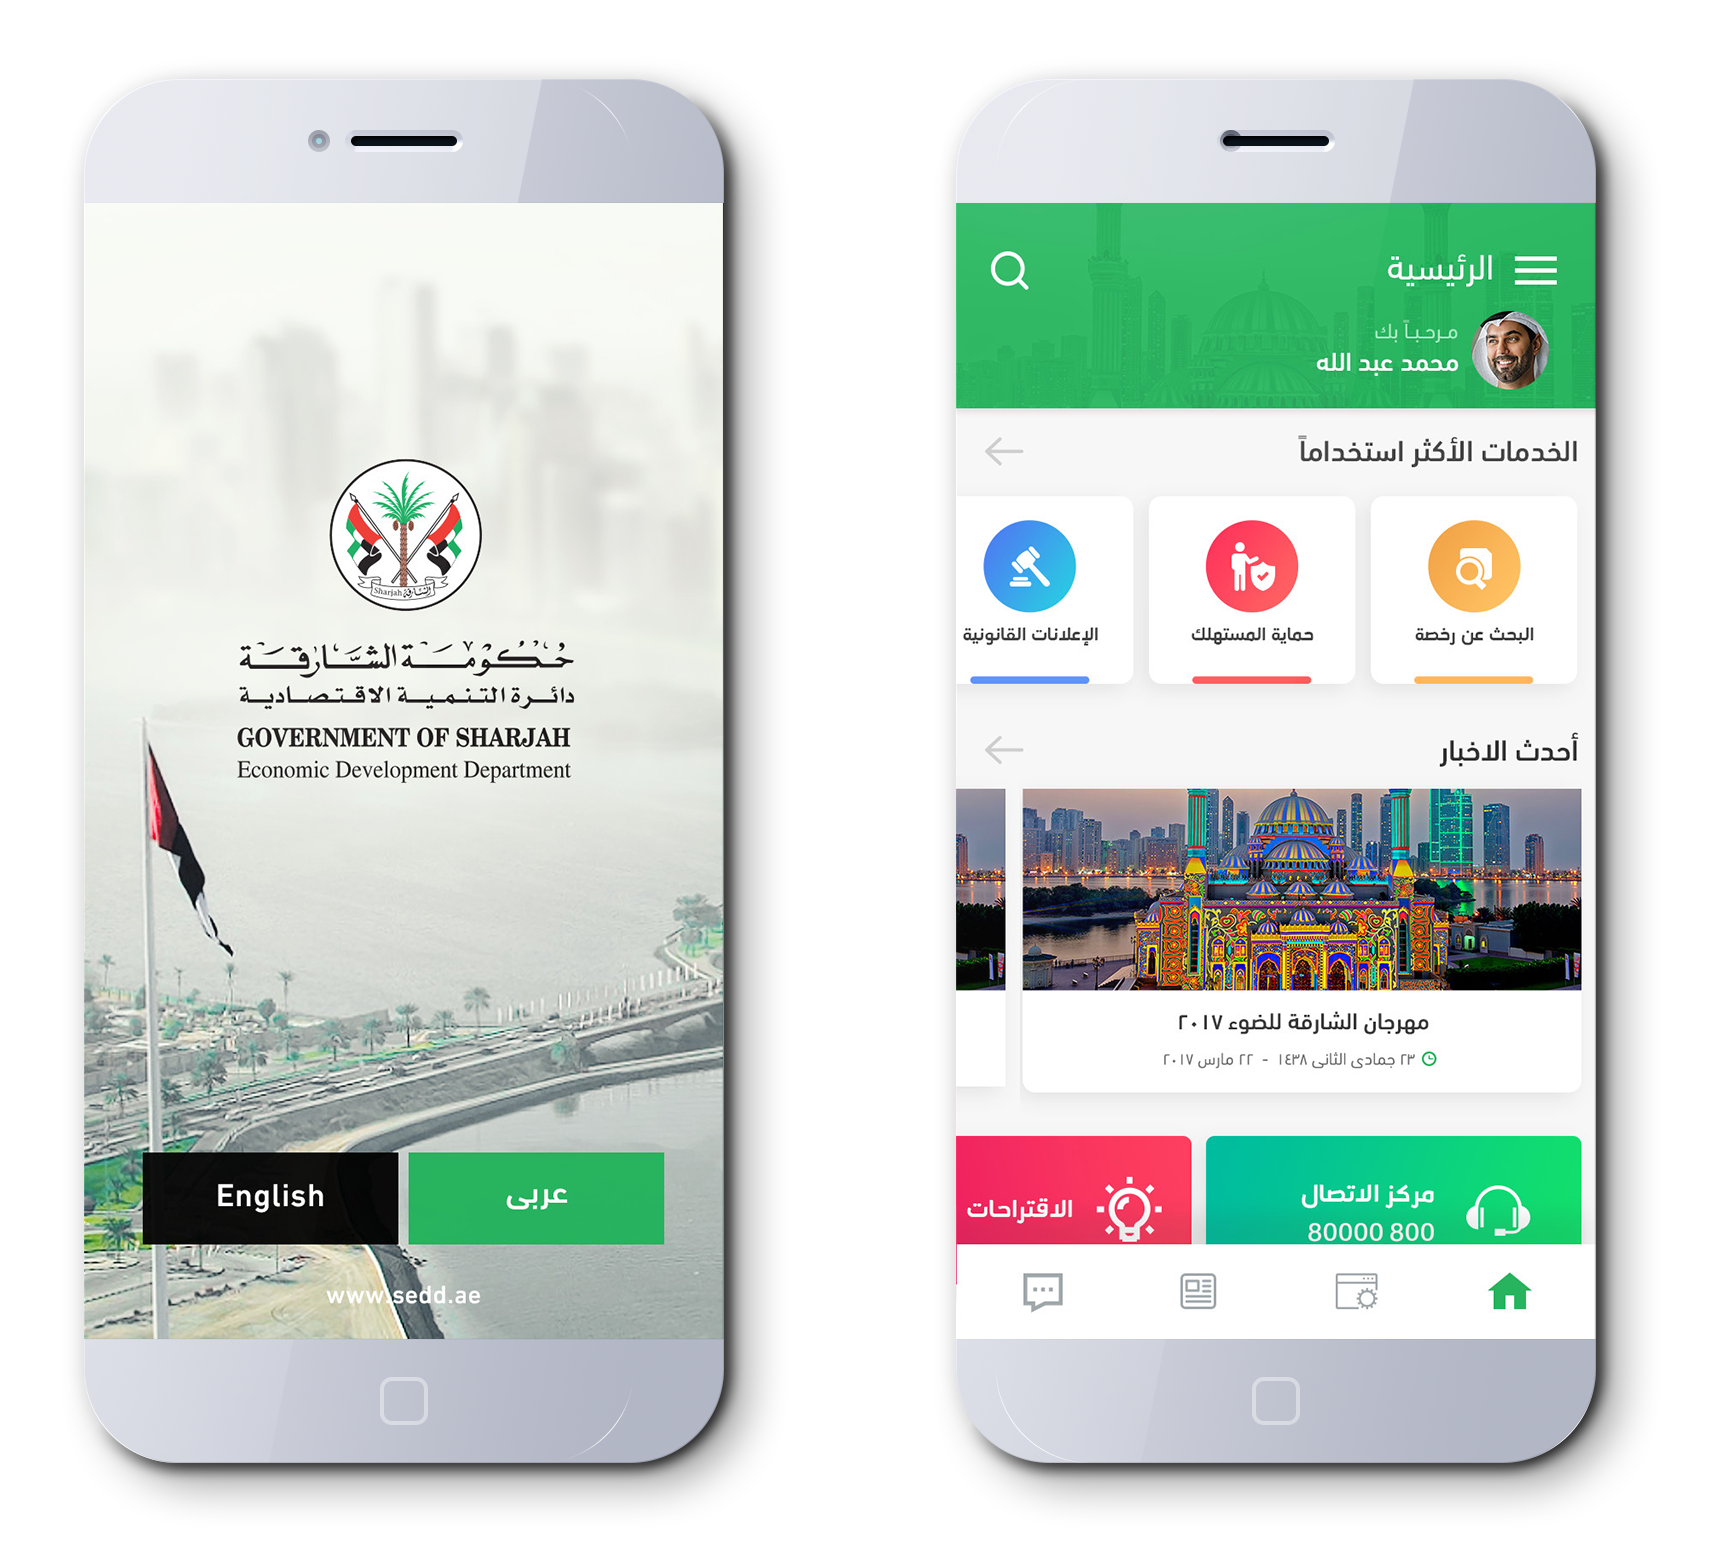 Sharjah الشارقة
حكومة الشارقة
دائرة التنمية الاقتصادية
GOVERNMENT OF SHARJAH
Economic Development Department
English
عربى
www.sedd.ae
الرئيسية
مرحباً بك
محمد عبد الله
الخدمات الأكثر استخداماً
البحث عن رخصة
حماية المستهلك
الإعلانات القانونية
أحدث الاخبار
مهرجان الشارقة للضوء ٢٠١٧
٢٣ جمادى الثانى ١٤٣٨ - ٢٢ مارس ٢٠١٧
مركز الاتصال
80000 800
الاقتراحات